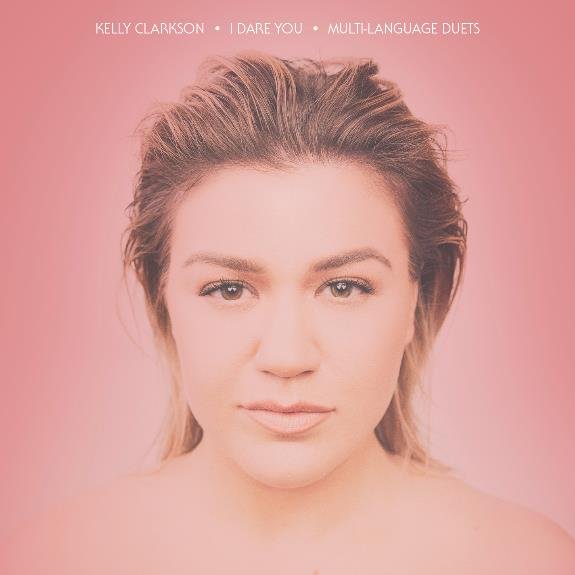 KELLY CLARKSON • I DARE YOU • MULTI-LANGUAGE DUETS